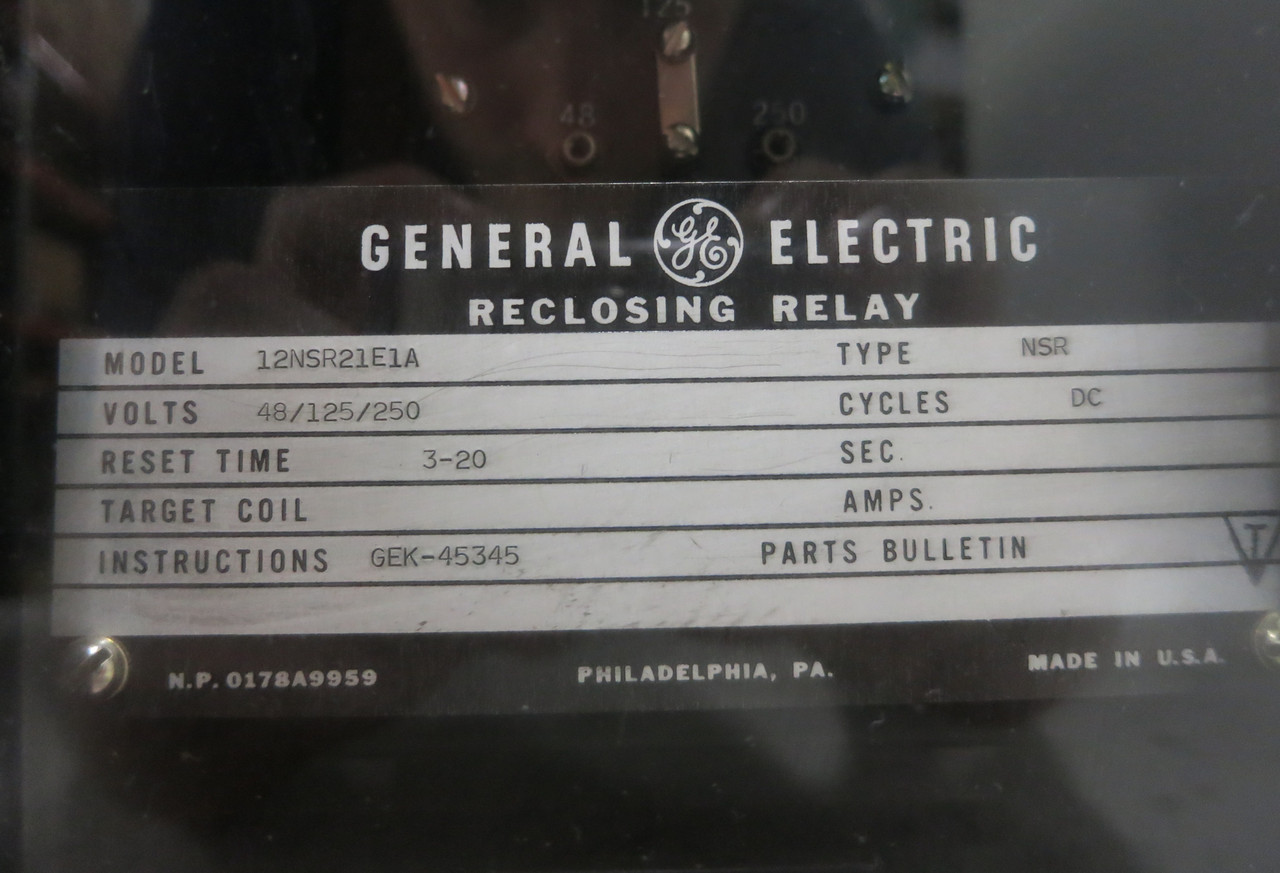 125
48 250
GENERAL GE ELECTRIC
RECLOSING RELAY
MODEL 12NSR21E1A TYPE NSR
VOLTS 48/125/250 CYCLES DC
RESET TIME 3-20 SEC.
TARGET COIL AMPS.
INSTRUCTIONS GEK-45345 PARTS BULLETIN T
N.P. 0178A9959 PHILADELPHIA, PA. MADE IN U.S.A.